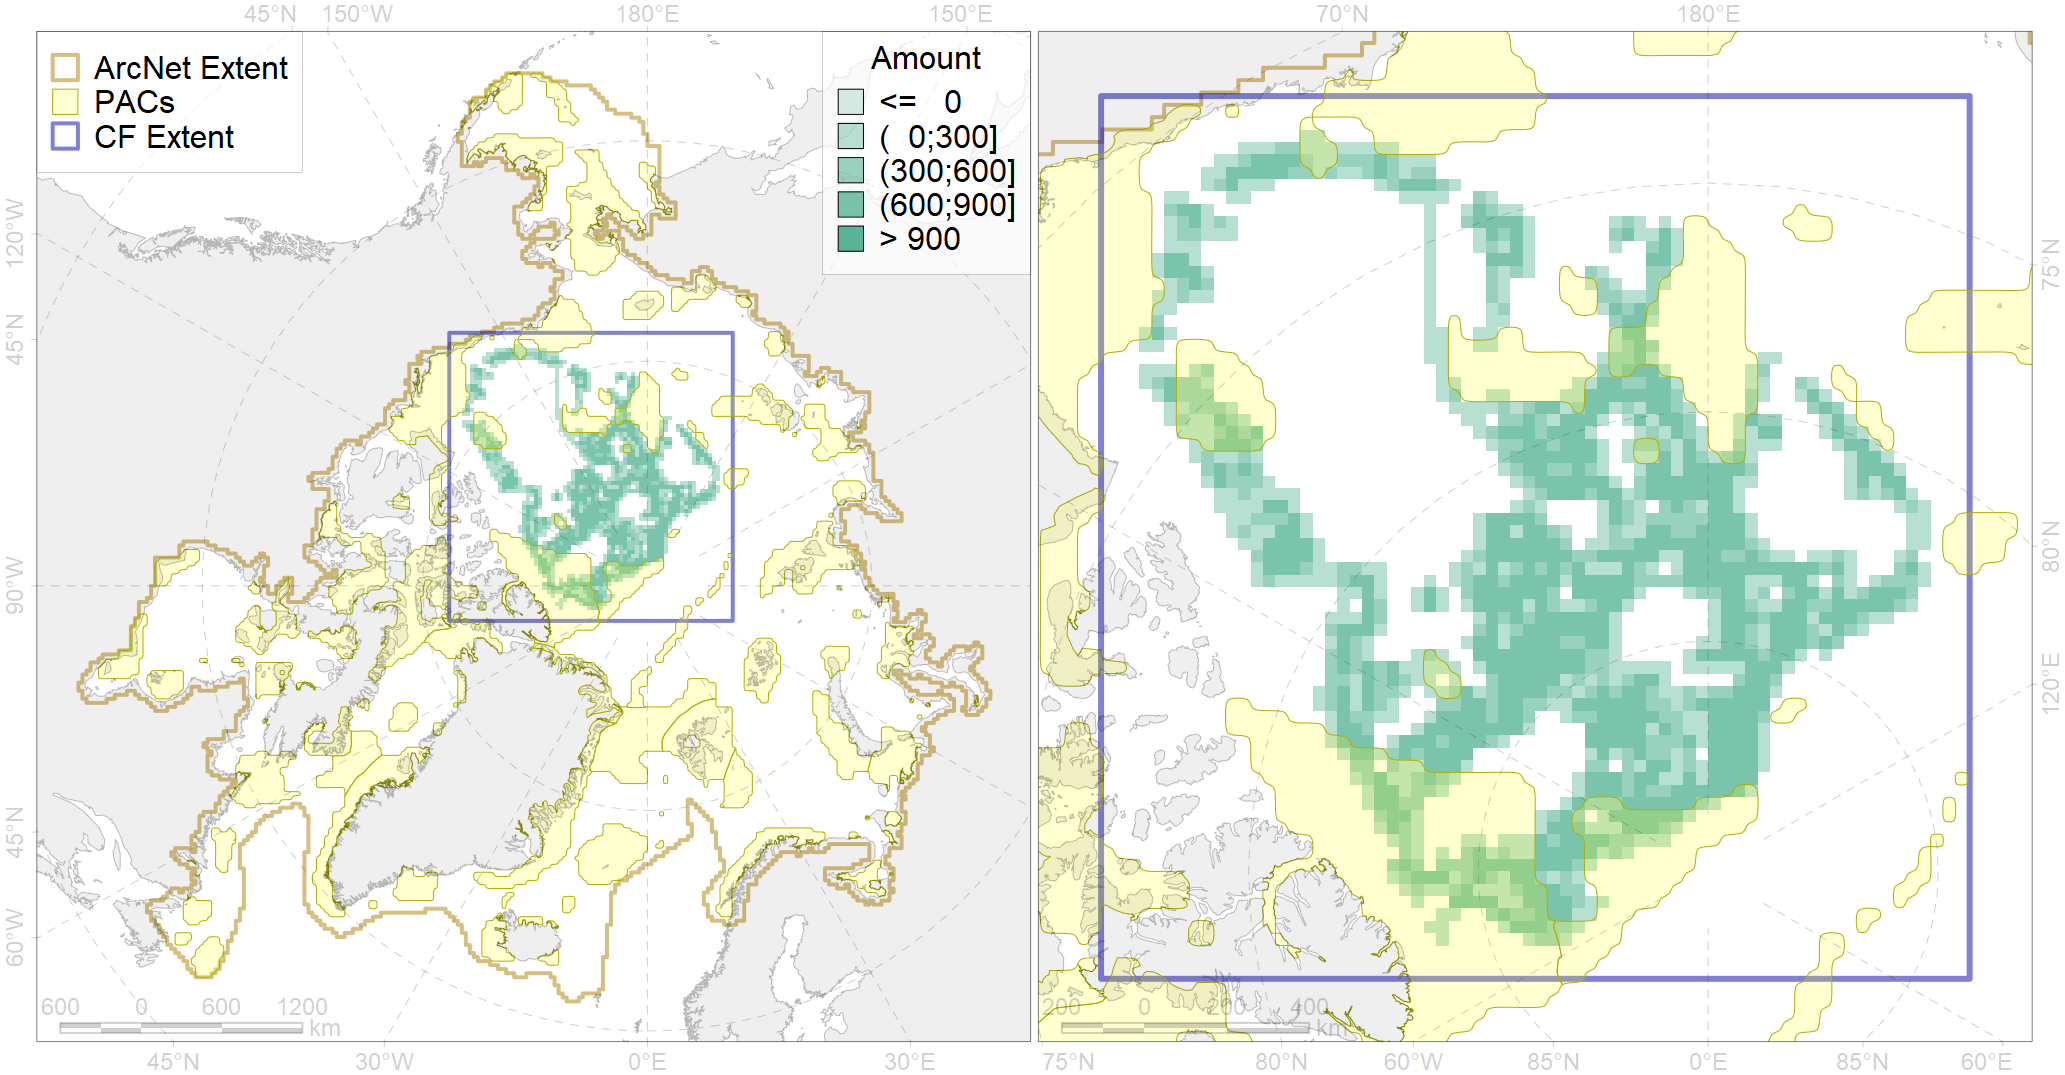 45°N 150°W 180°E 150°E 70°N 180°E
ArcNet Extent
PACs
CF Extent
Amount
<= 0
( 0;300]
(300;600]
(600;900]
> 900
120°W
45°N
90°W
45°N
60°W
75°N
80°N
120°E
600 0 600 1200
km
200 0 200 400
km
45°N 30°W 0°E 30°E 75°N 80°N 60°W 85°N 0°E 85°N 60°E